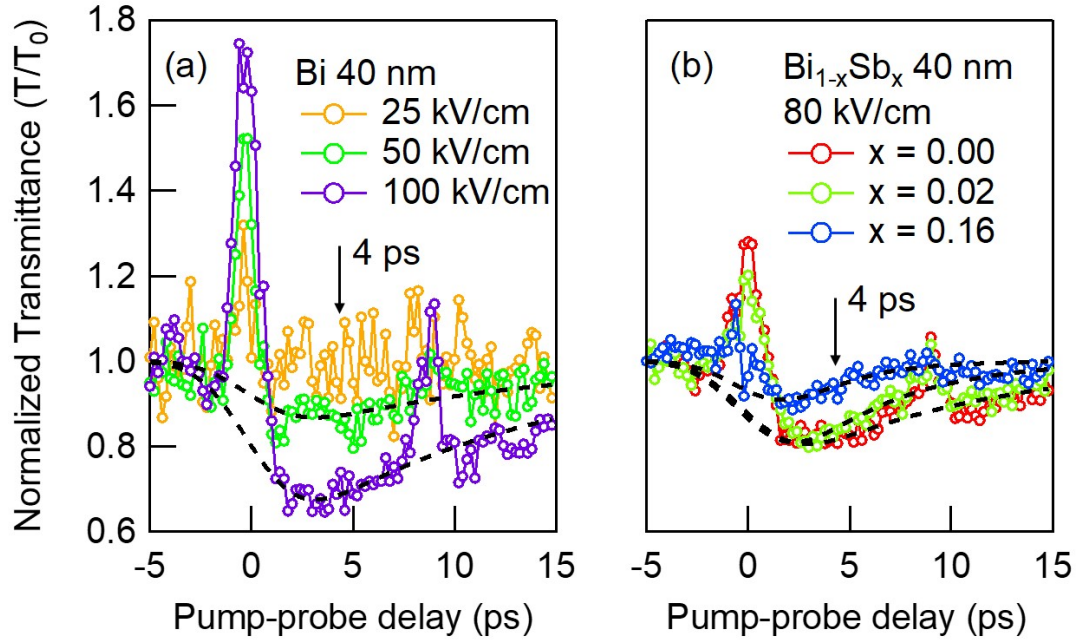 Normalized Transmittance (T/T₀)
1.8
1.6
1.4
1.2
1.0
0.8
0.6
(a)
Bi 40 nm
25 kV/cm
50 kV/cm
100 kV/cm
4 ps
-5 0 5 10 15
Pump-probe delay (ps)
(b)
Bi₁₋ₓSbₓ 40 nm
80 kV/cm
x = 0.00
x = 0.02
x = 0.16
4 ps
-5 0 5 10 15
Pump-probe delay (ps)